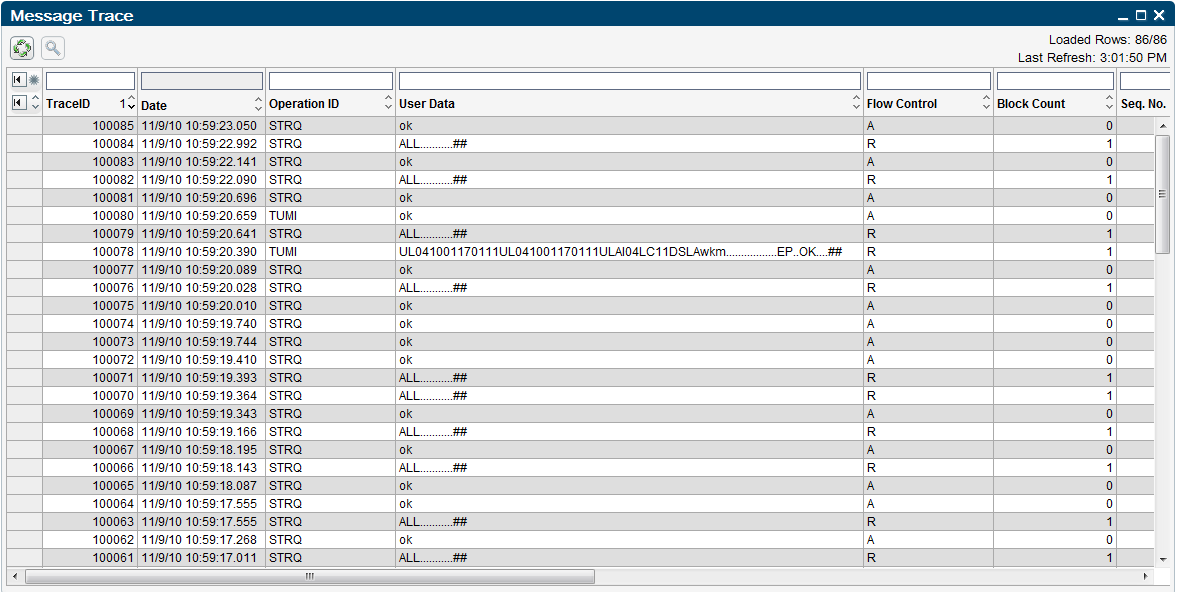 Message Trace
Loaded Rows: 86/86
Last Refresh: 3:01:50 PM
TraceID 1 Date Operation ID User Data Flow Control Block Count Seq. No.
100085 11/9/10 10:59:23.050 STRQ ok A 0
100084 11/9/10 10:59:22.992 STRQ ALL...........## R 1
100083 11/9/10 10:59:22.141 STRQ ok A 0
100082 11/9/10 10:59:22.090 STRQ ALL...........## R 1
100081 11/9/10 10:59:20.696 STRQ ok A 0
100080 11/9/10 10:59:20.659 TUMI ok A 0
100079 11/9/10 10:59:20.641 STRQ ALL...........## R 1
100078 11/9/10 10:59:20.390 TUMI UL041001170111UL041001170111ULAI04LC11DSLAwkm.................EP..OK....## R 1
100077 11/9/10 10:59:20.089 STRQ ok A 0
100076 11/9/10 10:59:20.028 STRQ ALL...........## R 1
100075 11/9/10 10:59:20.010 STRQ ok A 0
100074 11/9/10 10:59:19.740 STRQ ok A 0
100073 11/9/10 10:59:19.744 STRQ ok A 0
100072 11/9/10 10:59:19.410 STRQ ok A 0
100071 11/9/10 10:59:19.393 STRQ ALL...........## R 1
100070 11/9/10 10:59:19.364 STRQ ALL...........## R 1
100069 11/9/10 10:59:19.343 STRQ ok A 0
100068 11/9/10 10:59:19.166 STRQ ALL...........## R 1
100067 11/9/10 10:59:18.195 STRQ ok A 0
100066 11/9/10 10:59:18.143 STRQ ALL...........## R 1
100065 11/9/10 10:59:18.087 STRQ ok A 0
100064 11/9/10 10:59:17.555 STRQ ok A 0
100063 11/9/10 10:59:17.555 STRQ ALL...........## R 1
100062 11/9/10 10:59:17.268 STRQ ok A 0
100061 11/9/10 10:59:17.011 STRQ ALL...........## R 1